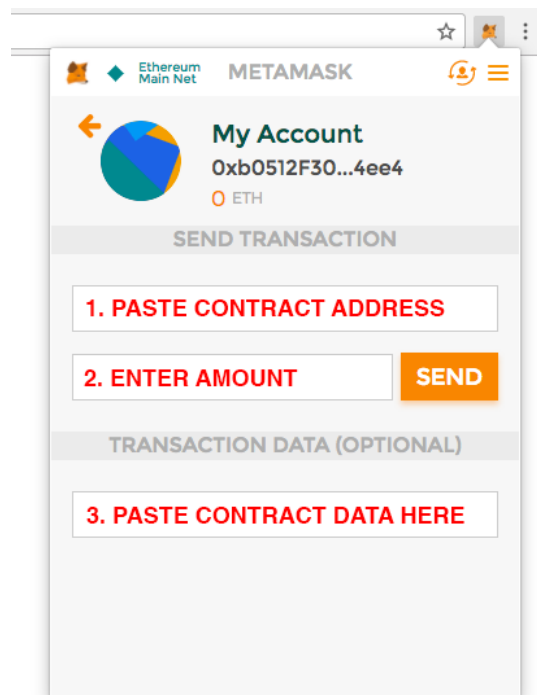 Ethereum
Main Net
METAMASK
My Account
0xb0512F30...4ee4
0 ETH
SEND TRANSACTION
1. PASTE CONTRACT ADDRESS
2. ENTER AMOUNT
SEND
TRANSACTION DATA (OPTIONAL)
3. PASTE CONTRACT DATA HERE